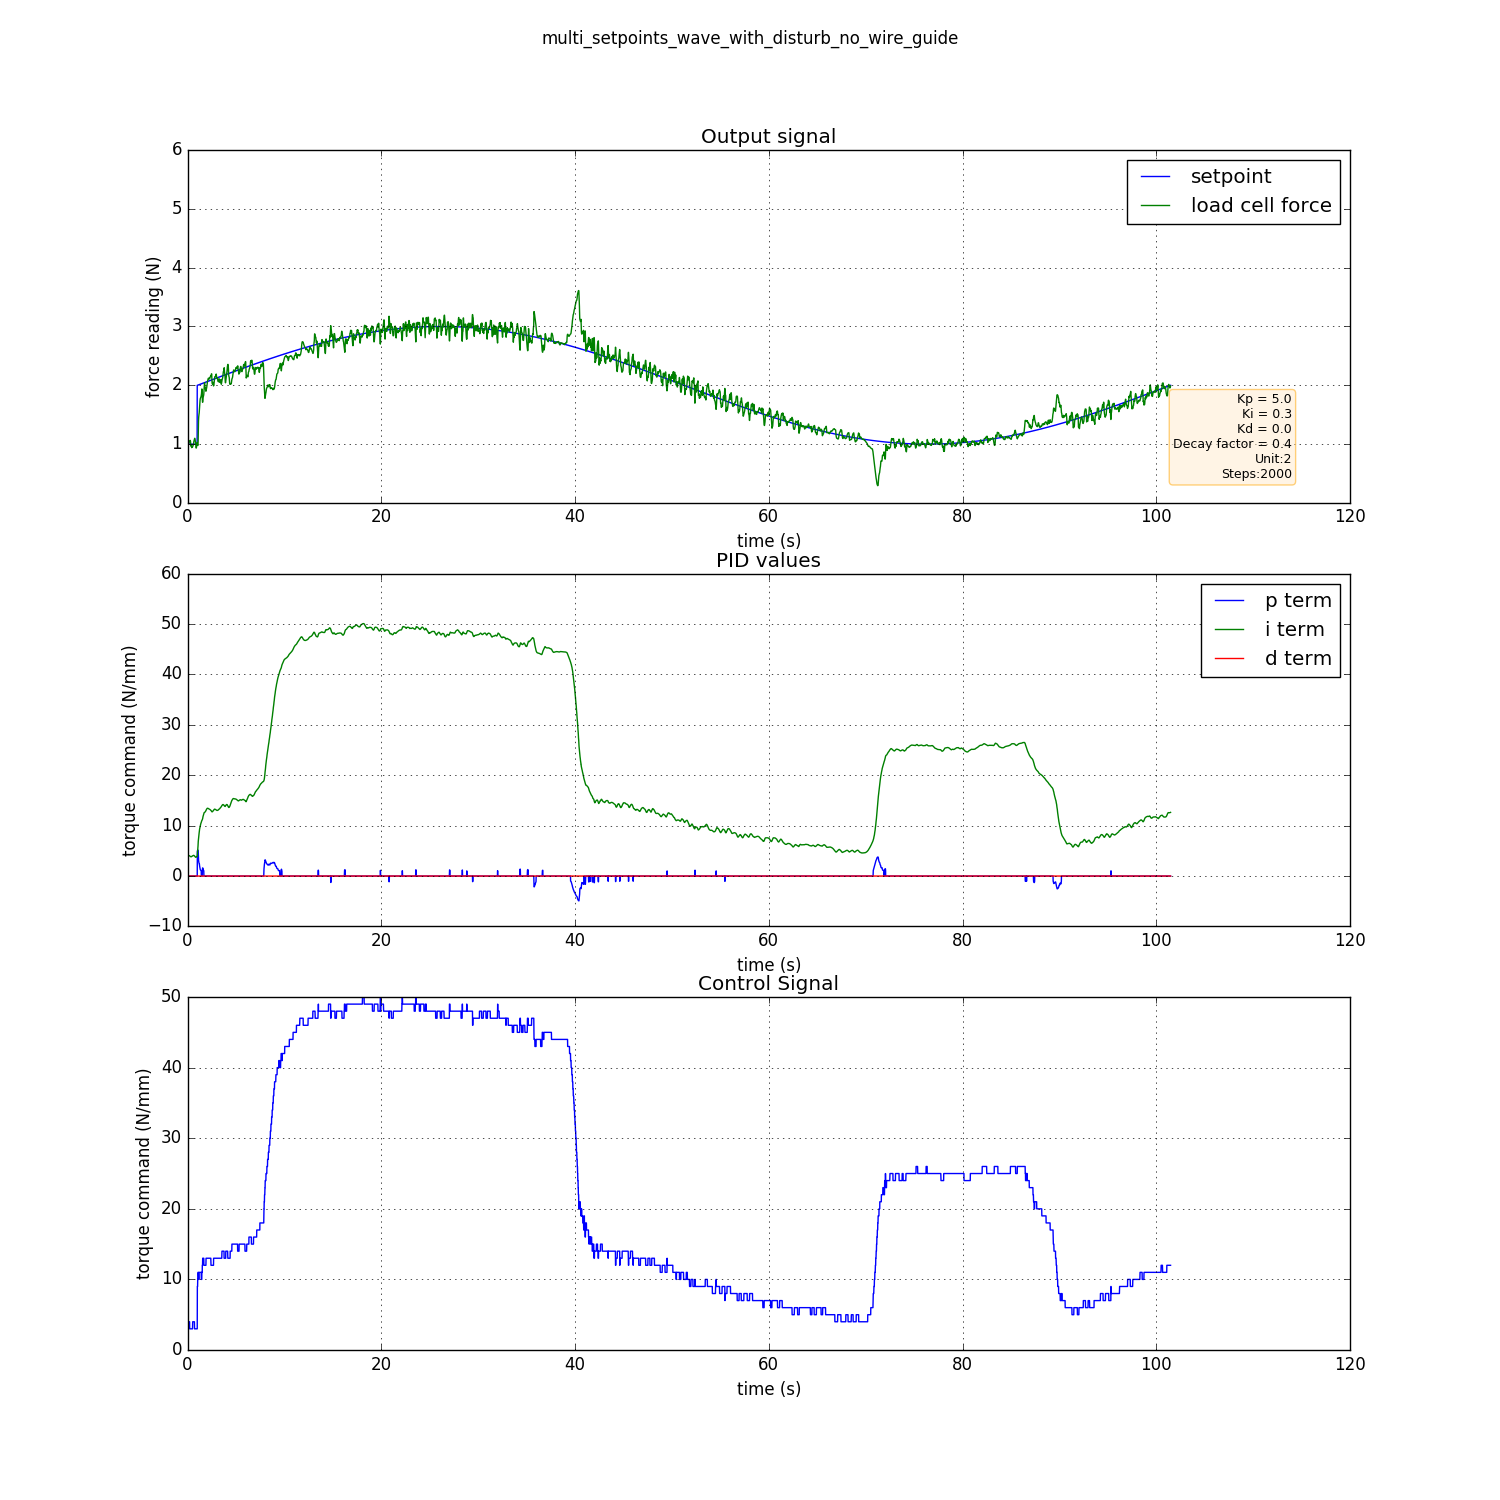 multi_setpoints_wave_with_disturb_no_wire_guide
Output signal
force reading (N)
6
5
4
3
2
1
0
setpoint
load cell force
Kp = 5.0
Ki = 0.3
Kd = 0.0
Decay factor = 0.4
Unit:2
Steps:2000
0 20 40 60 80 100 120
time (s)
PID values
torque command (N/mm)
60
50
40
30
20
10
0
−10
p term
i term
d term
0 20 40 60 80 100 120
time (s)
Control Signal
torque command (N/mm)
50
40
30
20
10
0
0 20 40 60 80 100 120
time (s)